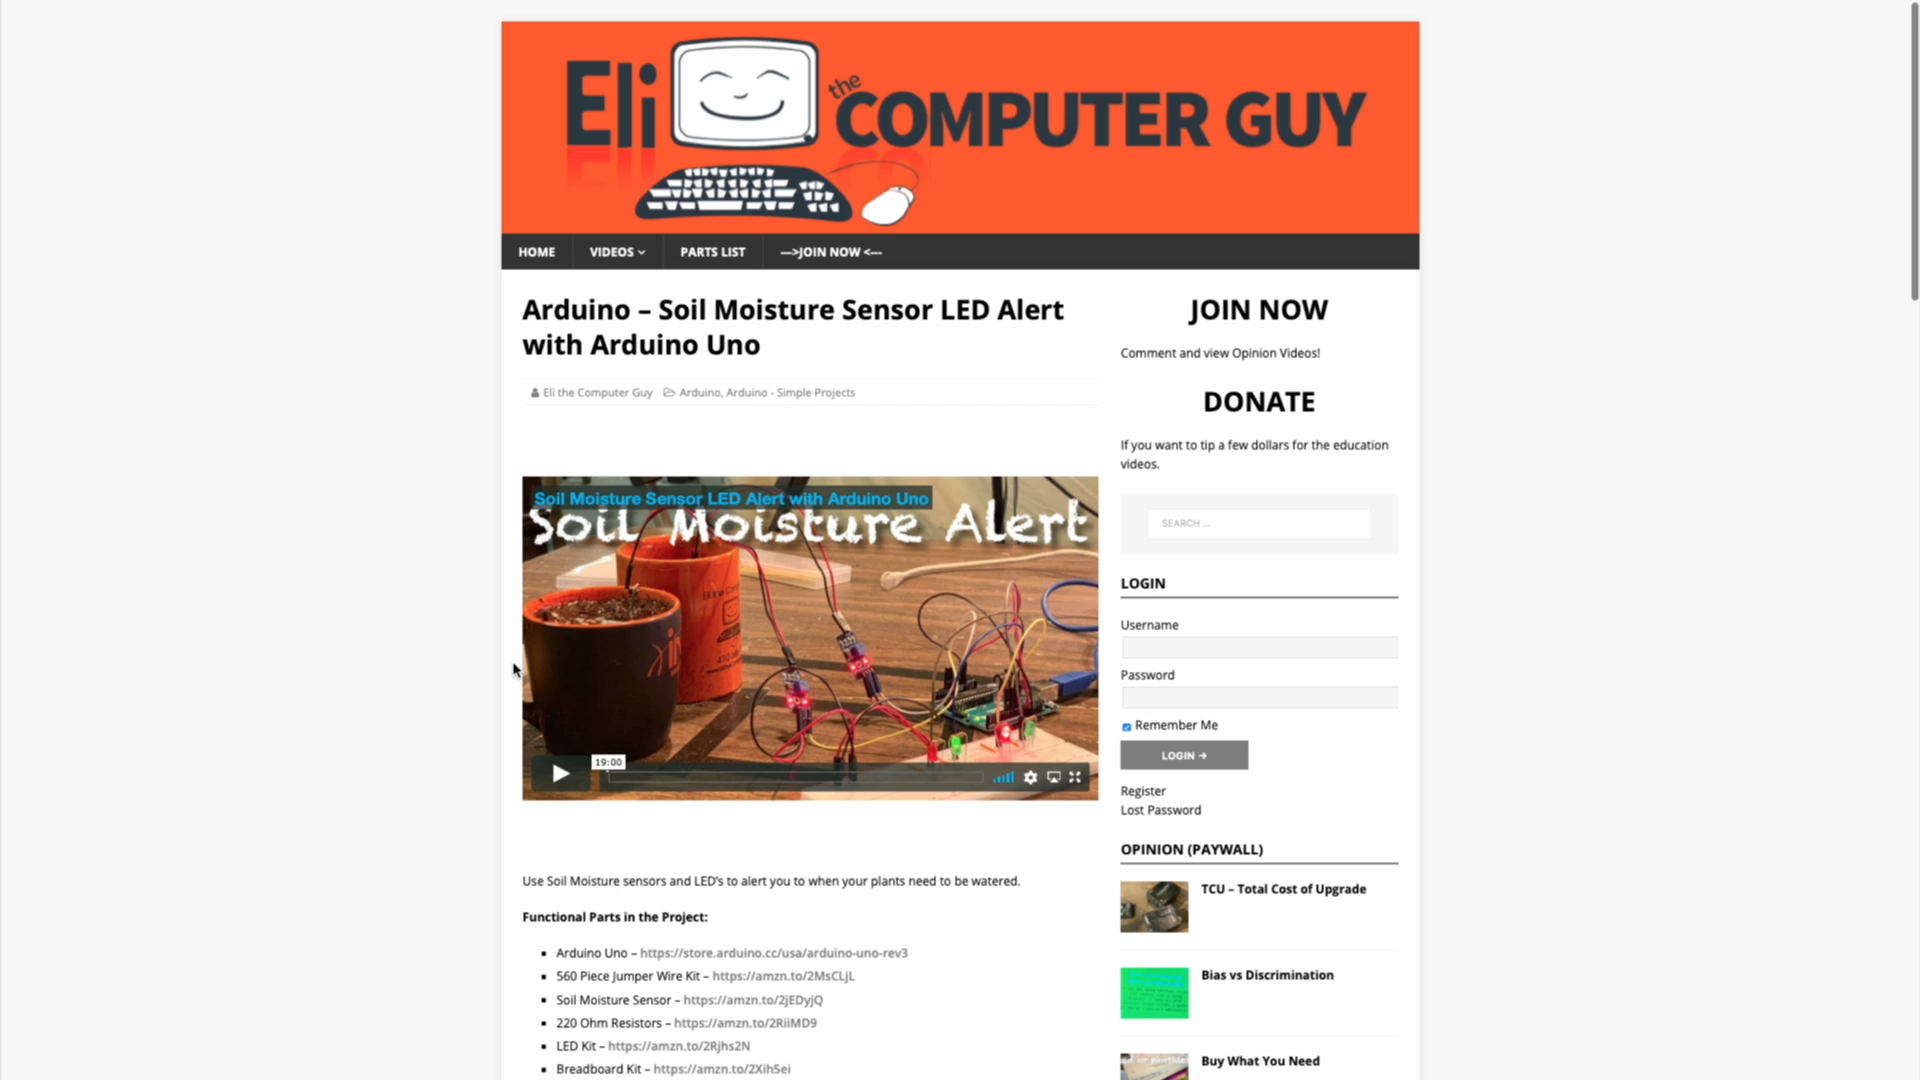 Eli the COMPUTER GUY
HOME VIDEOS PARTS LIST --->JOIN NOW <---
Arduino – Soil Moisture Sensor LED Alert
with Arduino Uno
Eli the Computer Guy Arduino, Arduino - Simple Projects
Soil Moisture Sensor LED Alert with Arduino Uno
Soil Moisture Alert
19:00
Use Soil Moisture sensors and LED's to alert you to when your plants need to be watered.
Functional Parts in the Project:
Arduino Uno – https://store.arduino.cc/usa/arduino-uno-rev3
560 Piece Jumper Wire Kit – https://amzn.to/2MsCLjL
Soil Moisture Sensor – https://amzn.to/2jEDyjQ
220 Ohm Resistors – https://amzn.to/2RiiMD9
LED Kit – https://amzn.to/2Rjhs2N
Breadboard Kit – https://amzn.to/2Xih5ei
JOIN NOW
Comment and view Opinion Videos!
DONATE
If you want to tip a few dollars for the education
videos.
SEARCH ...
LOGIN
Username
Password
Remember Me
LOGIN →
Register
Lost Password
OPINION (PAYWALL)
TCU – Total Cost of Upgrade
Bias vs Discrimination
Buy What You Need